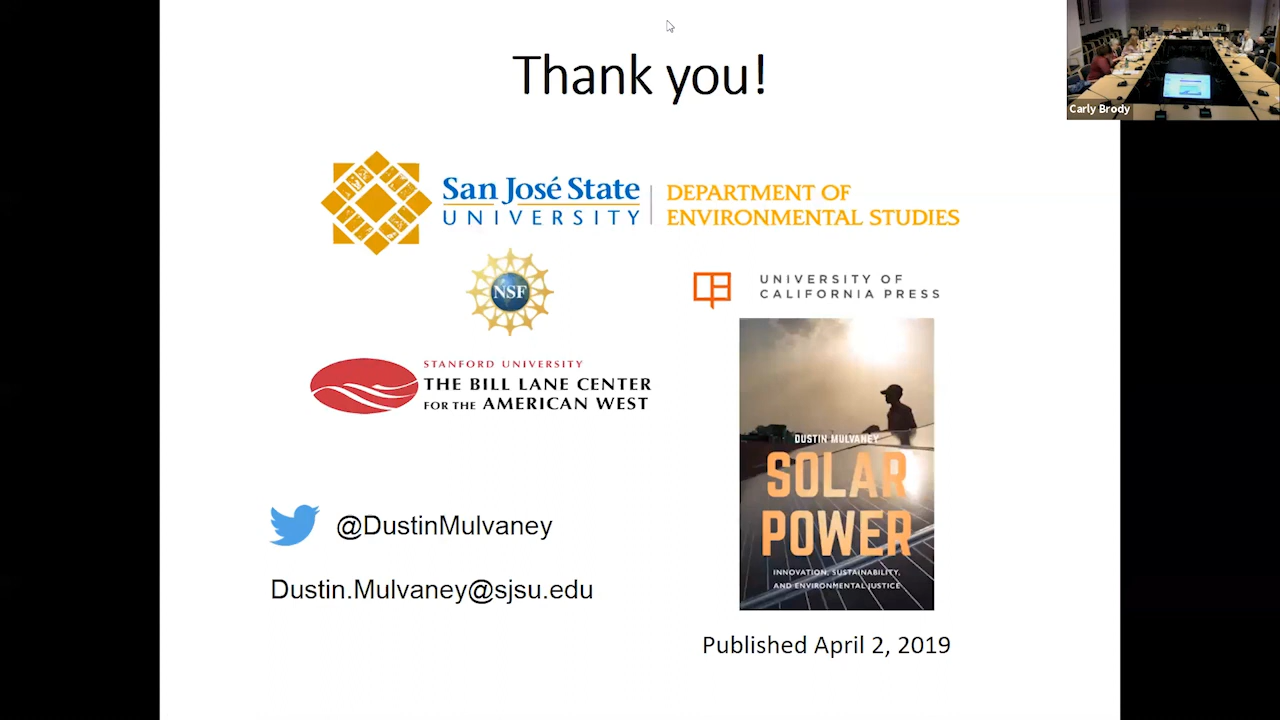 Thank you!
Carly Brody
San José State
UNIVERSITY
DEPARTMENT OF
ENVIRONMENTAL STUDIES
NSF
UNIVERSITY OF
CALIFORNIA PRESS
STANFORD UNIVERSITY
THE BILL LANE CENTER
FOR THE AMERICAN WEST
DUSTIN MULVANEY
SOLAR
POWER
INNOVATION, SUSTAINABILITY,
AND ENVIRONMENTAL JUSTICE
@DustinMulvaney
Dustin.Mulvaney@sjsu.edu
Published April 2, 2019